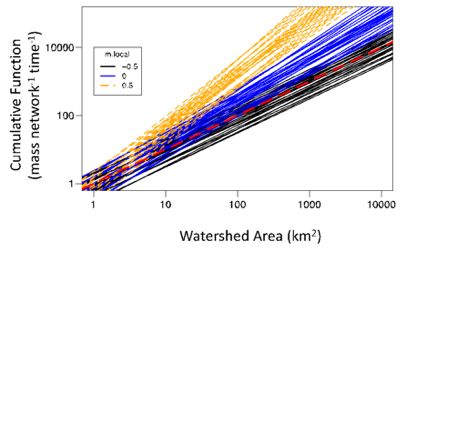 Cumulative Function
(mass network⁻¹ time⁻¹)
10000
100
1
m.local
−0.5
0
0.5
1
10
100
1000
10000
Watershed Area (km²)